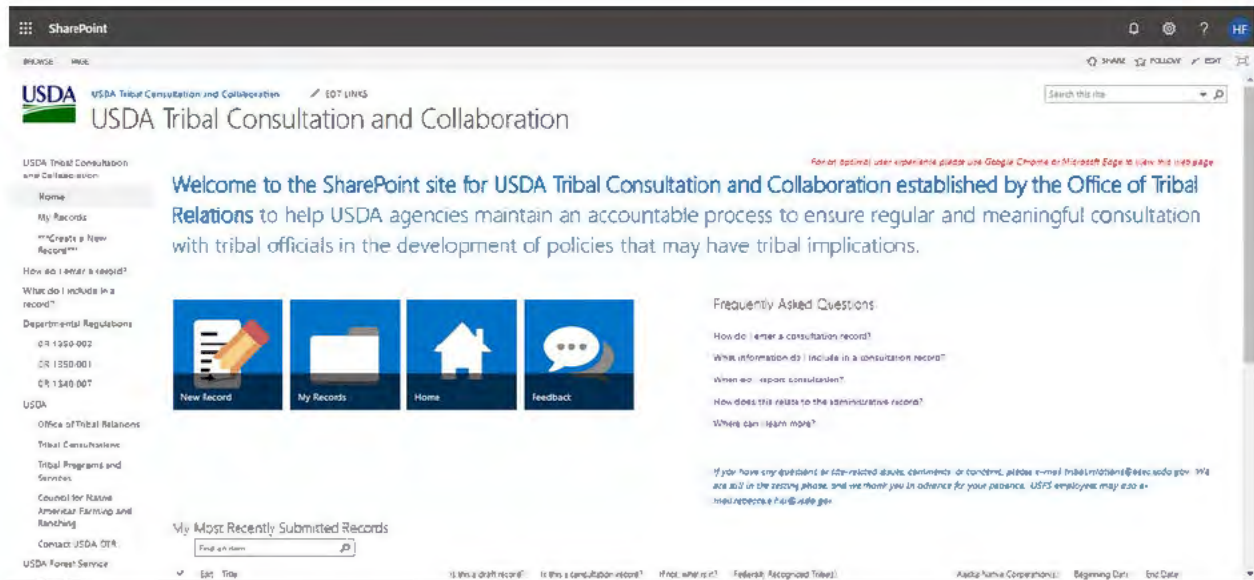 SharePoint
HF
BROWSE PAGE
SHARE FOLLOW EDIT
USDA
USDA Tribal Consultation and Collaboration EDIT LINKS
Search this site
USDA Tribal Consultation and Collaboration
For an optimal user experience please use Google Chrome or Microsoft Edge to view this web page
USDA Tribal Consultation
and Collaboration
Home
My Records
***Create a New
Record***
How do I enter a record?
What do I include in a
record?
Departmental Regulations
DR 1350-002
DR 1350-001
DR 1340-007
USDA
Office of Tribal Relations
Tribal Consultations
Tribal Programs and
Services
Council for Native
American Farming and
Ranching
Contact USDA OTR
USDA Forest Service
Welcome to the SharePoint site for USDA Tribal Consultation and Collaboration established by the Office of Tribal
Relations to help USDA agencies maintain an accountable process to ensure regular and meaningful consultation
with tribal officials in the development of policies that may have tribal implications.
New Record
My Records
Home
Feedback
Frequently Asked Questions
How do I enter a consultation record?
What information do I include in a consultation record?
When do I report consultation?
How does this relate to the administrative record?
Where can I learn more?
If you have any questions or site-related issues, comments, or concerns, please e-mail We
are still in the testing phase, and we thank you in advance for your patience. USFS employees may also e-
mail
My Most Recently Submitted Records
Find an item
Edit Title Is this a draft record? Is this a consultation record? If not, what is it? Federally Recognized Tribe(s) Alaska Native Corporation(s) Beginning Date End Date